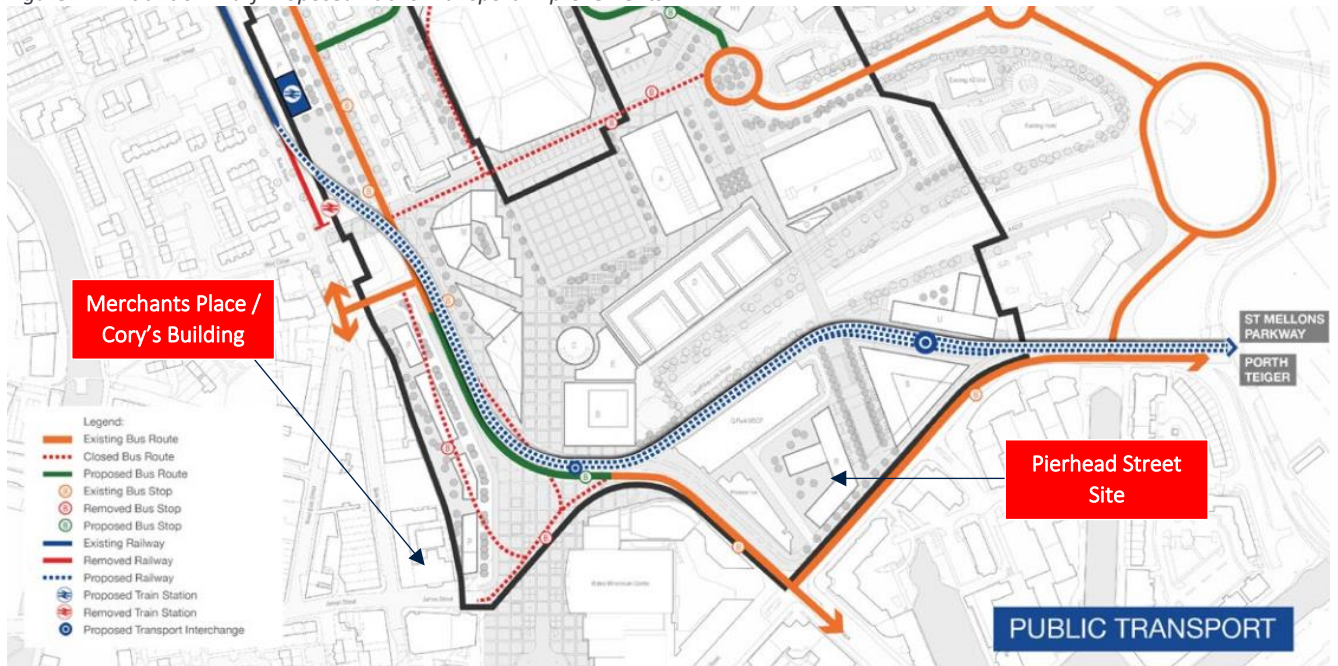 Merchants Place /
Cory's Building
ST MELLONS
PARKWAY
PORTH
TEIGER
Pierhead Street
Site
Legend:
Existing Bus Route
Closed Bus Route
Proposed Bus Route
Existing Bus Stop
Removed Bus Stop
Proposed Bus Stop
Existing Railway
Removed Railway
Proposed Railway
Proposed Train Station
Removed Train Station
Proposed Transport Interchange
James Street
PUBLIC TRANSPORT